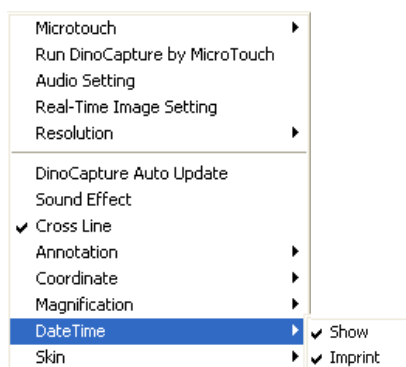 Microtouch
Run DinoCapture by MicroTouch
Audio Setting
Real-Time Image Setting
Resolution
DinoCapture Auto Update
Sound Effect
Cross Line
Annotation
Coordinate
Magnification
DateTime
Show
Skin
Imprint